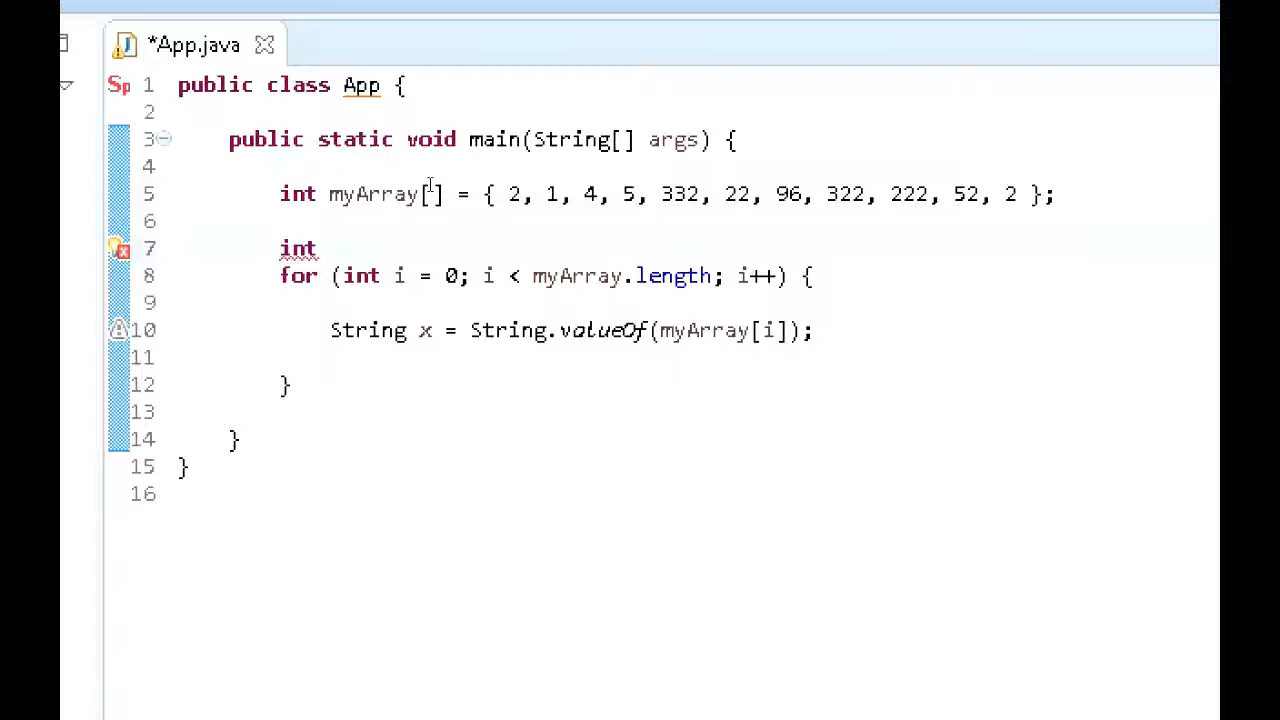 *App.java
Sp 1 public class App {
2
3 public static void main(String[] args) {
4
5 int myArray[] = { 2, 1, 4, 5, 332, 22, 96, 322, 222, 52, 2 };
6
7 int
8 for (int i = 0; i < myArray.length; i++) {
9
10 String x = String.valueOf(myArray[i]);
11
12 }
13
14 }
15 }
16